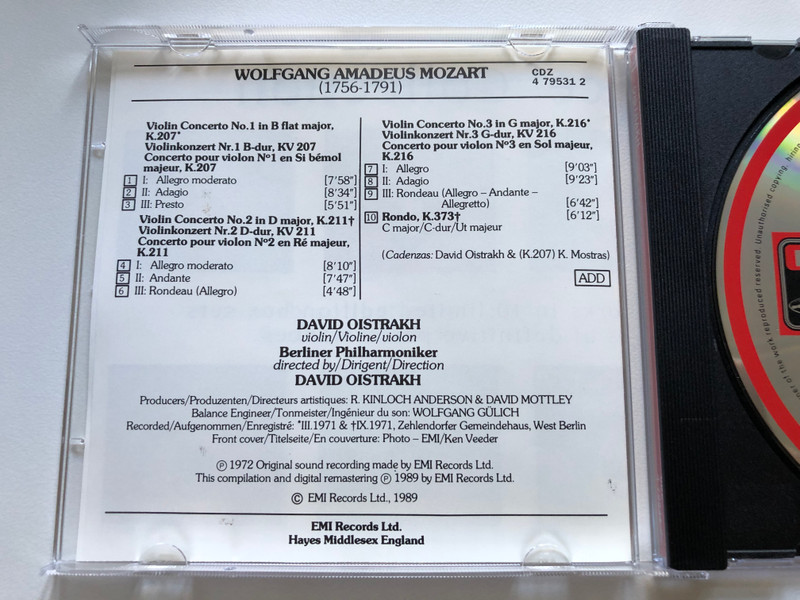 WOLFGANG AMADEUS MOZART
(1756-1791)
CDZ
4 79531 2
Violin Concerto No.1 in B flat major,
K.207*
Violinkonzert Nr.1 B-dur, KV 207
Concerto pour violon Nº1 en Si bémol
majeur, K.207
1 I: Allegro moderato [7'58"]
2 II: Adagio [8'34"]
3 III: Presto [5'51"]
Violin Concerto No.2 in D major, K.211†
Violinkonzert Nr.2 D-dur, KV 211
Concerto pour violon Nº2 en Ré majeur,
K.211
4 I: Allegro moderato [8'10"]
5 II: Andante [7'47"]
6 III: Rondeau (Allegro) [4'48"]
Violin Concerto No.3 in G major, K.216*
Violinkonzert Nr.3 G-dur, KV 216
Concerto pour violon Nº3 en Sol majeur,
K.216
7 I: Allegro [9'03"]
8 II: Adagio [9'23"]
9 III: Rondeau (Allegro – Andante –
Allegretto) [6'42"]
10 Rondo, K.373† [6'12"]
C major/C-dur/Ut majeur
(Cadenzas: David Oistrakh & (K.207) K. Mostras)
ADD
DAVID OISTRAKH
violin/Violine/violon
Berliner Philharmoniker
directed by/Dirigent/Direction
DAVID OISTRAKH
Producers/Produzenten/Directeurs artistiques: R. KINLOCH ANDERSON & DAVID MOTTLEY
Balance Engineer/Tonmeister/Ingénieur du son: WOLFGANG GÜLICH
Recorded/Aufgenommen/Enregistré: *III.1971 & †IX.1971, Zehlendorfer Gemeindehaus, West Berlin
Front cover/Titelseite/En couverture: Photo – EMI/Ken Veeder
℗ 1972 Original sound recording made by EMI Records Ltd.
This compilation and digital remastering ℗ 1989 by EMI Records Ltd.
© EMI Records Ltd., 1989
EMI Records Ltd.
Hayes Middlesex England
of the work reproduced reserved. Unauthorised copying, hiring